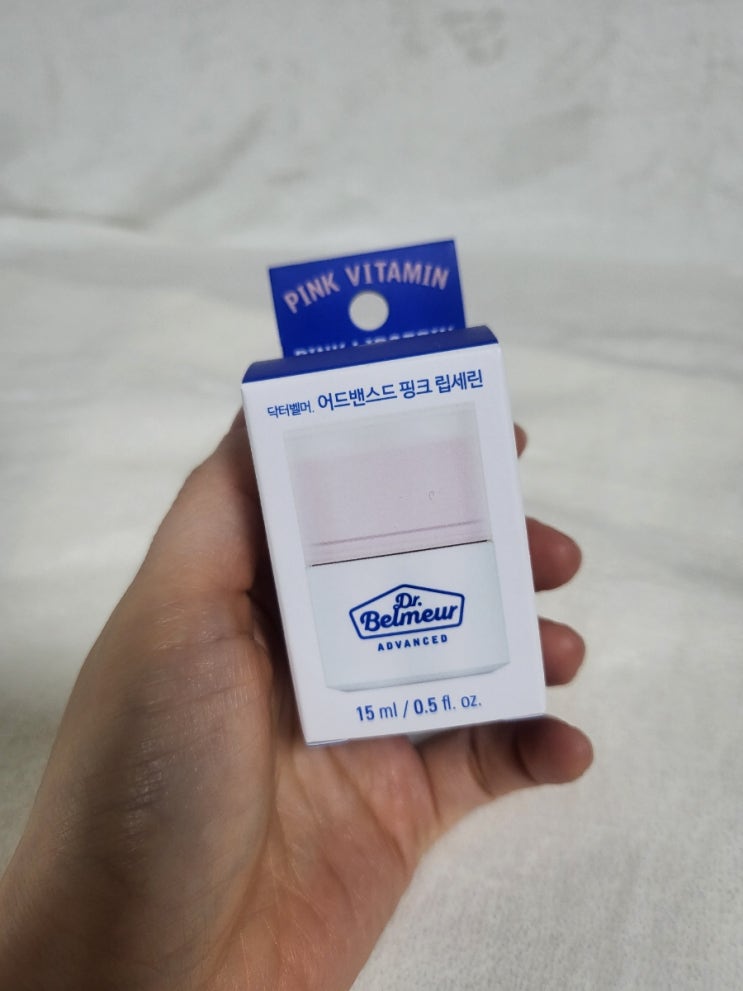 PINK VITAMIN
닥터벨머. 어드밴스드 핑크 립세린
Dr.
Belmeur
ADVANCED
15 ml / 0.5 fl. oz.